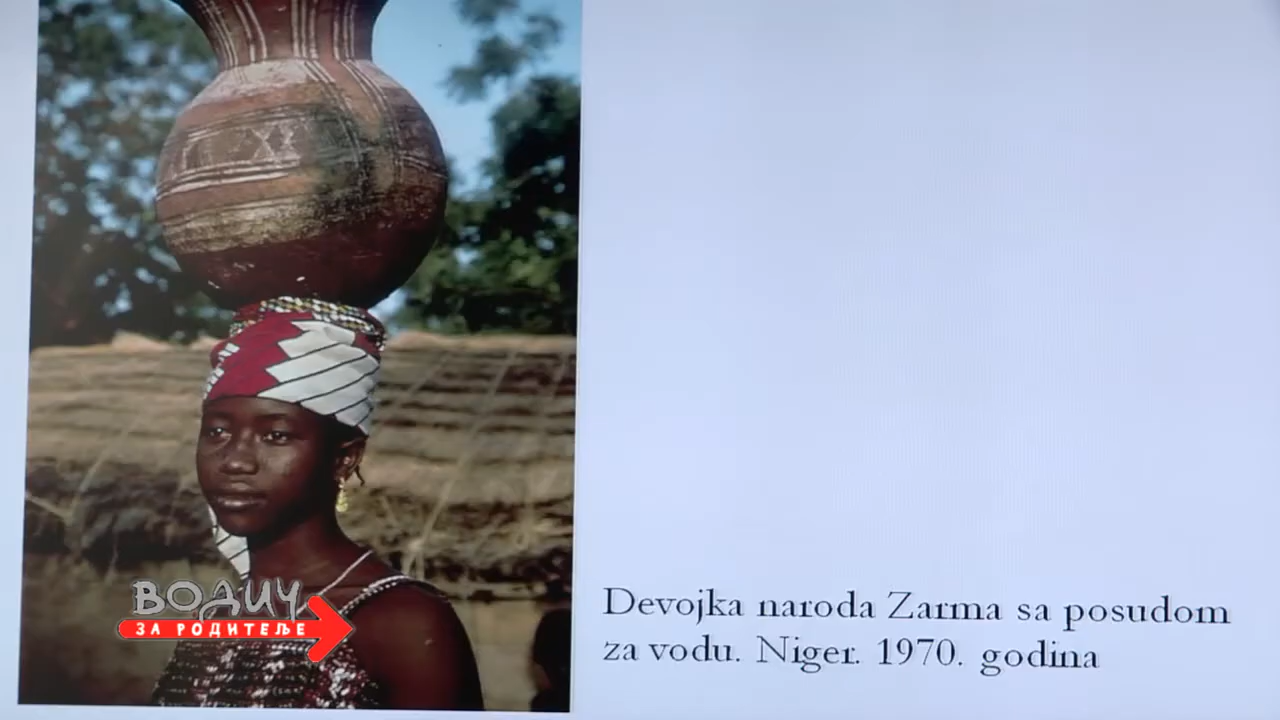 ВОДИЧ
ЗА РОДИТЕЉЕ
Devojka naroda Zarma sa posudom
za vodu. Niger. 1970. godina